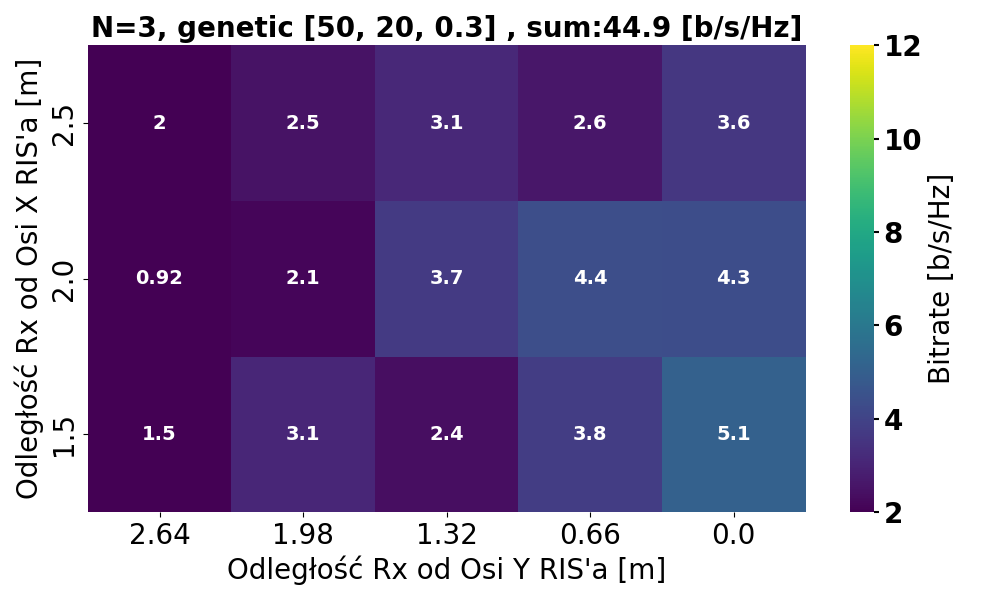 N=3, genetic [50, 20, 0.3] , sum:44.9 [b/s/Hz]
Odległość Rx od Osi X RIS'a [m]
2.5
2 2.5 3.1 2.6 3.6
2.0
0.92 2.1 3.7 4.4 4.3
1.5
1.5 3.1 2.4 3.8 5.1
2.64 1.98 1.32 0.66 0.0
Odległość Rx od Osi Y RIS'a [m]
12
10
8
6
4
2
Bitrate [b/s/Hz]